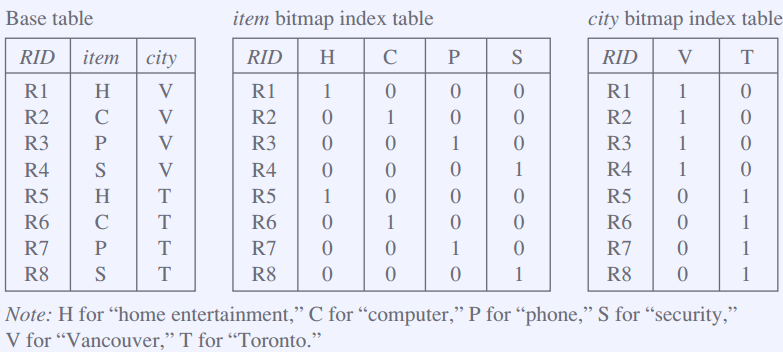 Base table item bitmap index table city bitmap index table
RID item city RID H C P S RID V T
R1 H V R1 1 0 0 0 R1 1 0
R2 C V R2 0 1 0 0 R2 1 0
R3 P V R3 0 0 1 0 R3 1 0
R4 S V R4 0 0 0 1 R4 1 0
R5 H T R5 1 0 0 0 R5 0 1
R6 C T R6 0 1 0 0 R6 0 1
R7 P T R7 0 0 1 0 R7 0 1
R8 S T R8 0 0 0 1 R8 0 1
Note: H for “home entertainment,” C for “computer,” P for “phone,” S for “security,”
V for “Vancouver,” T for “Toronto.”